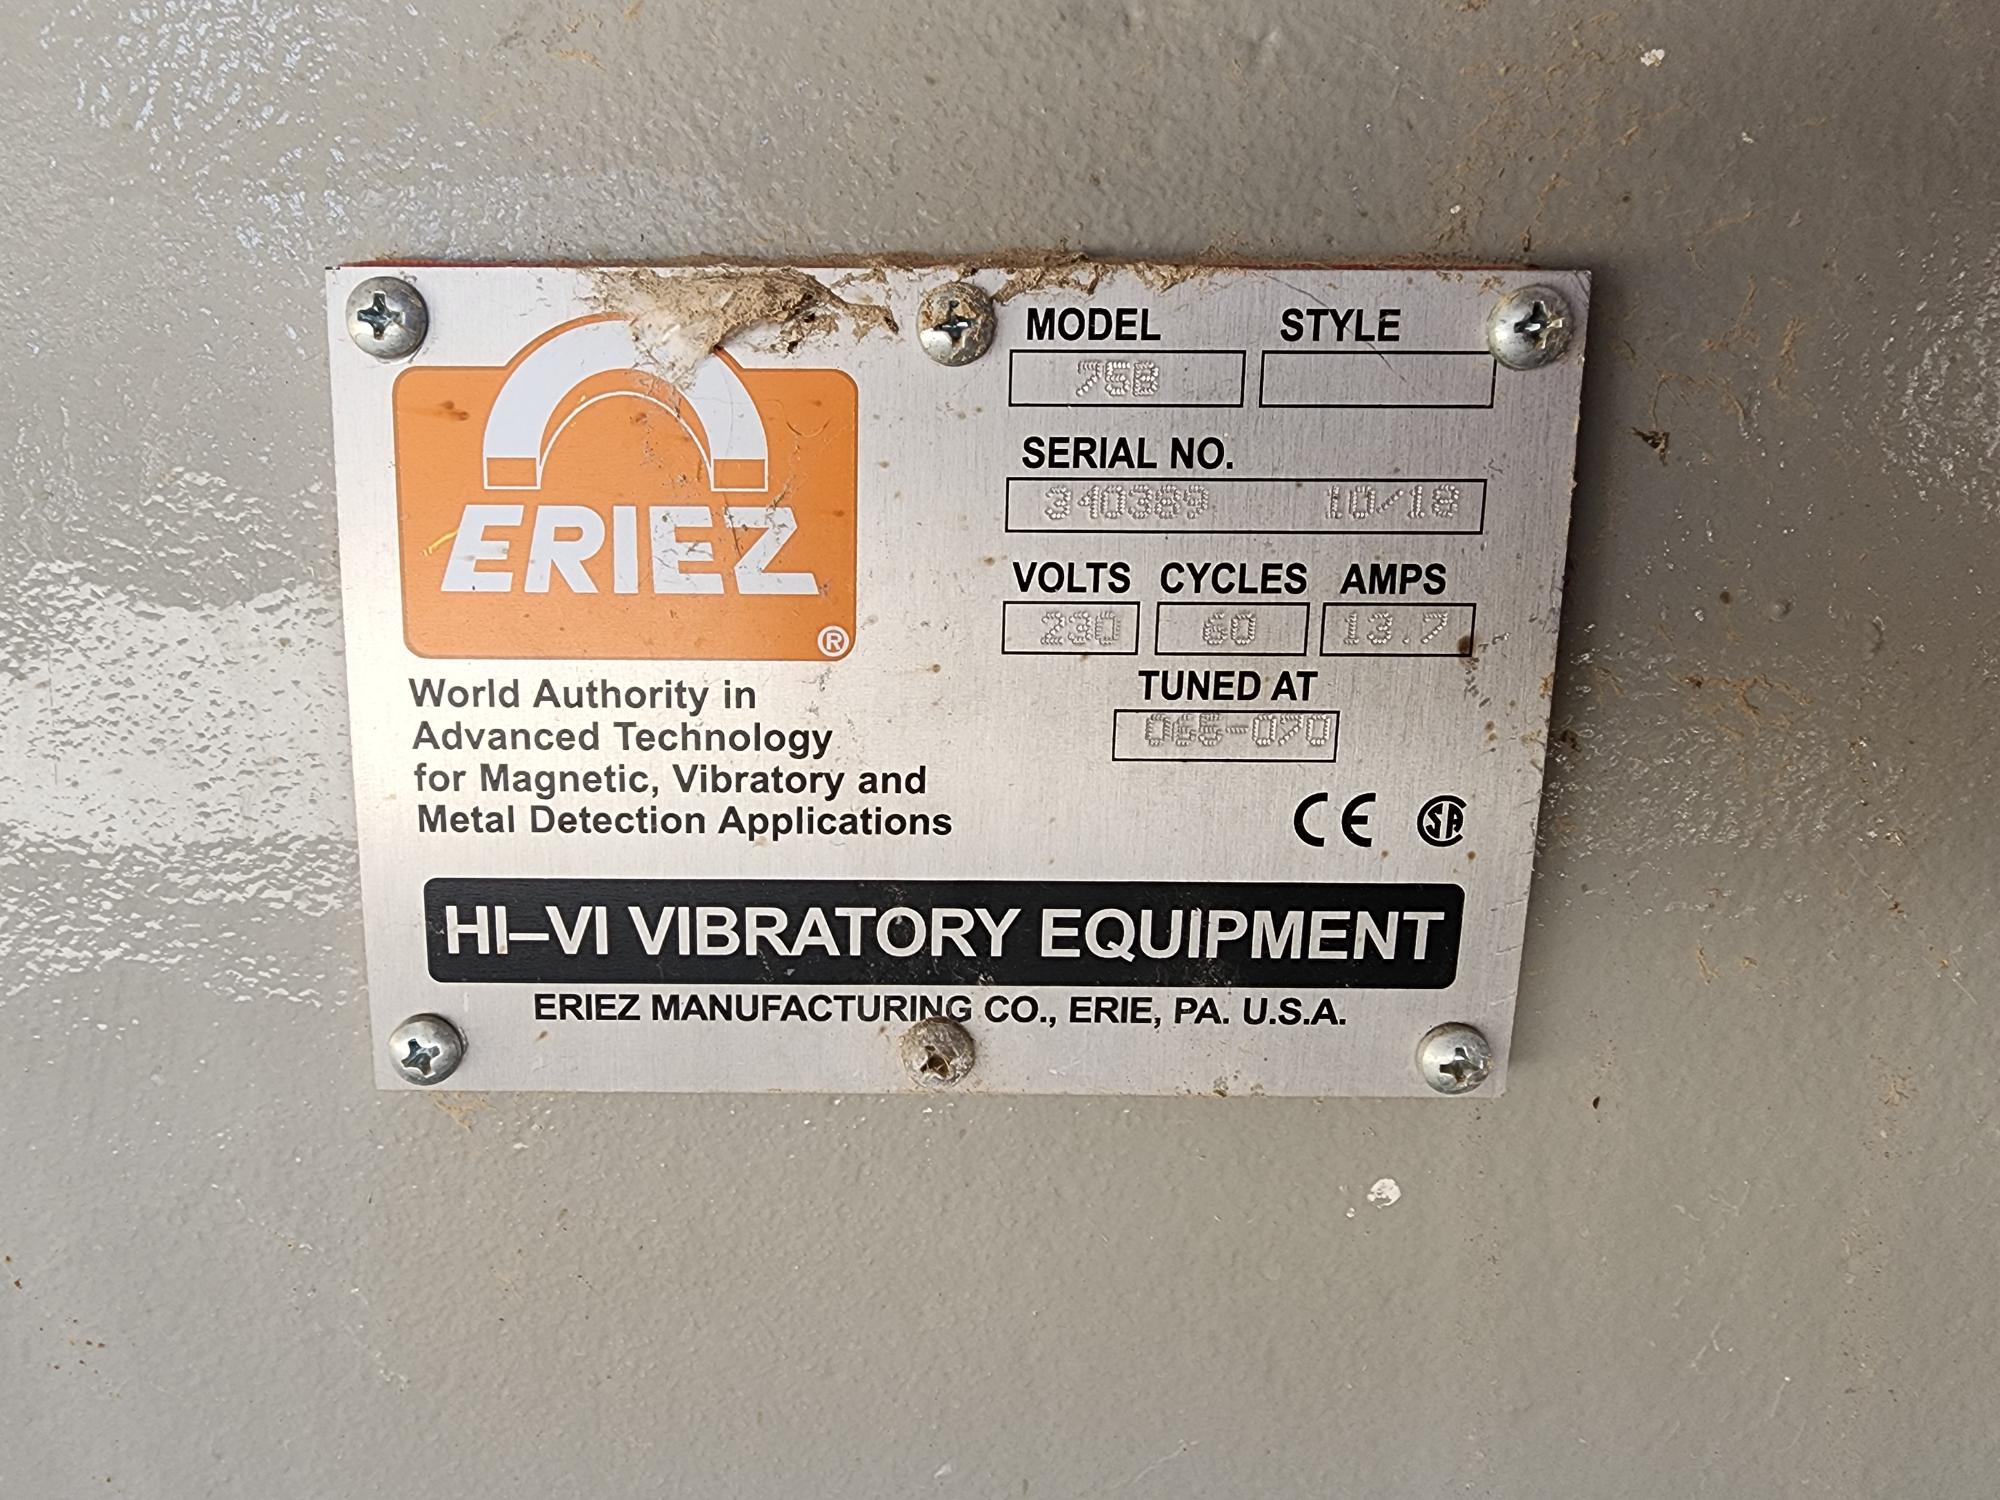 ERIEZ
®
World Authority in
Advanced Technology
for Magnetic, Vibratory and
Metal Detection Applications
MODEL STYLE
75B
SERIAL NO.
340389 10/18
VOLTS CYCLES AMPS
230 60 13.7
TUNED AT
065-070
CE SA
HI–VI VIBRATORY EQUIPMENT
ERIEZ MANUFACTURING CO., ERIE, PA. U.S.A.